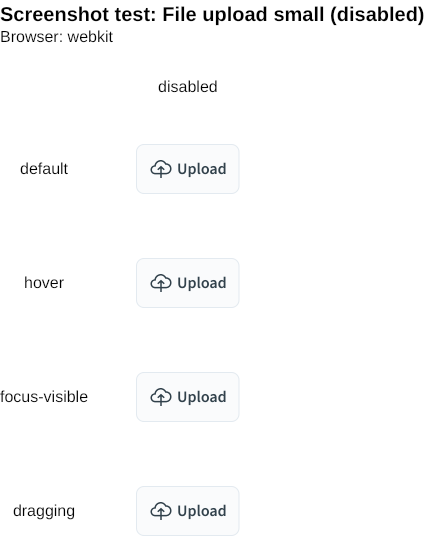 Screenshot test: File upload small (disabled)
Browser: webkit
disabled
default Upload
hover Upload
focus-visible Upload
dragging Upload